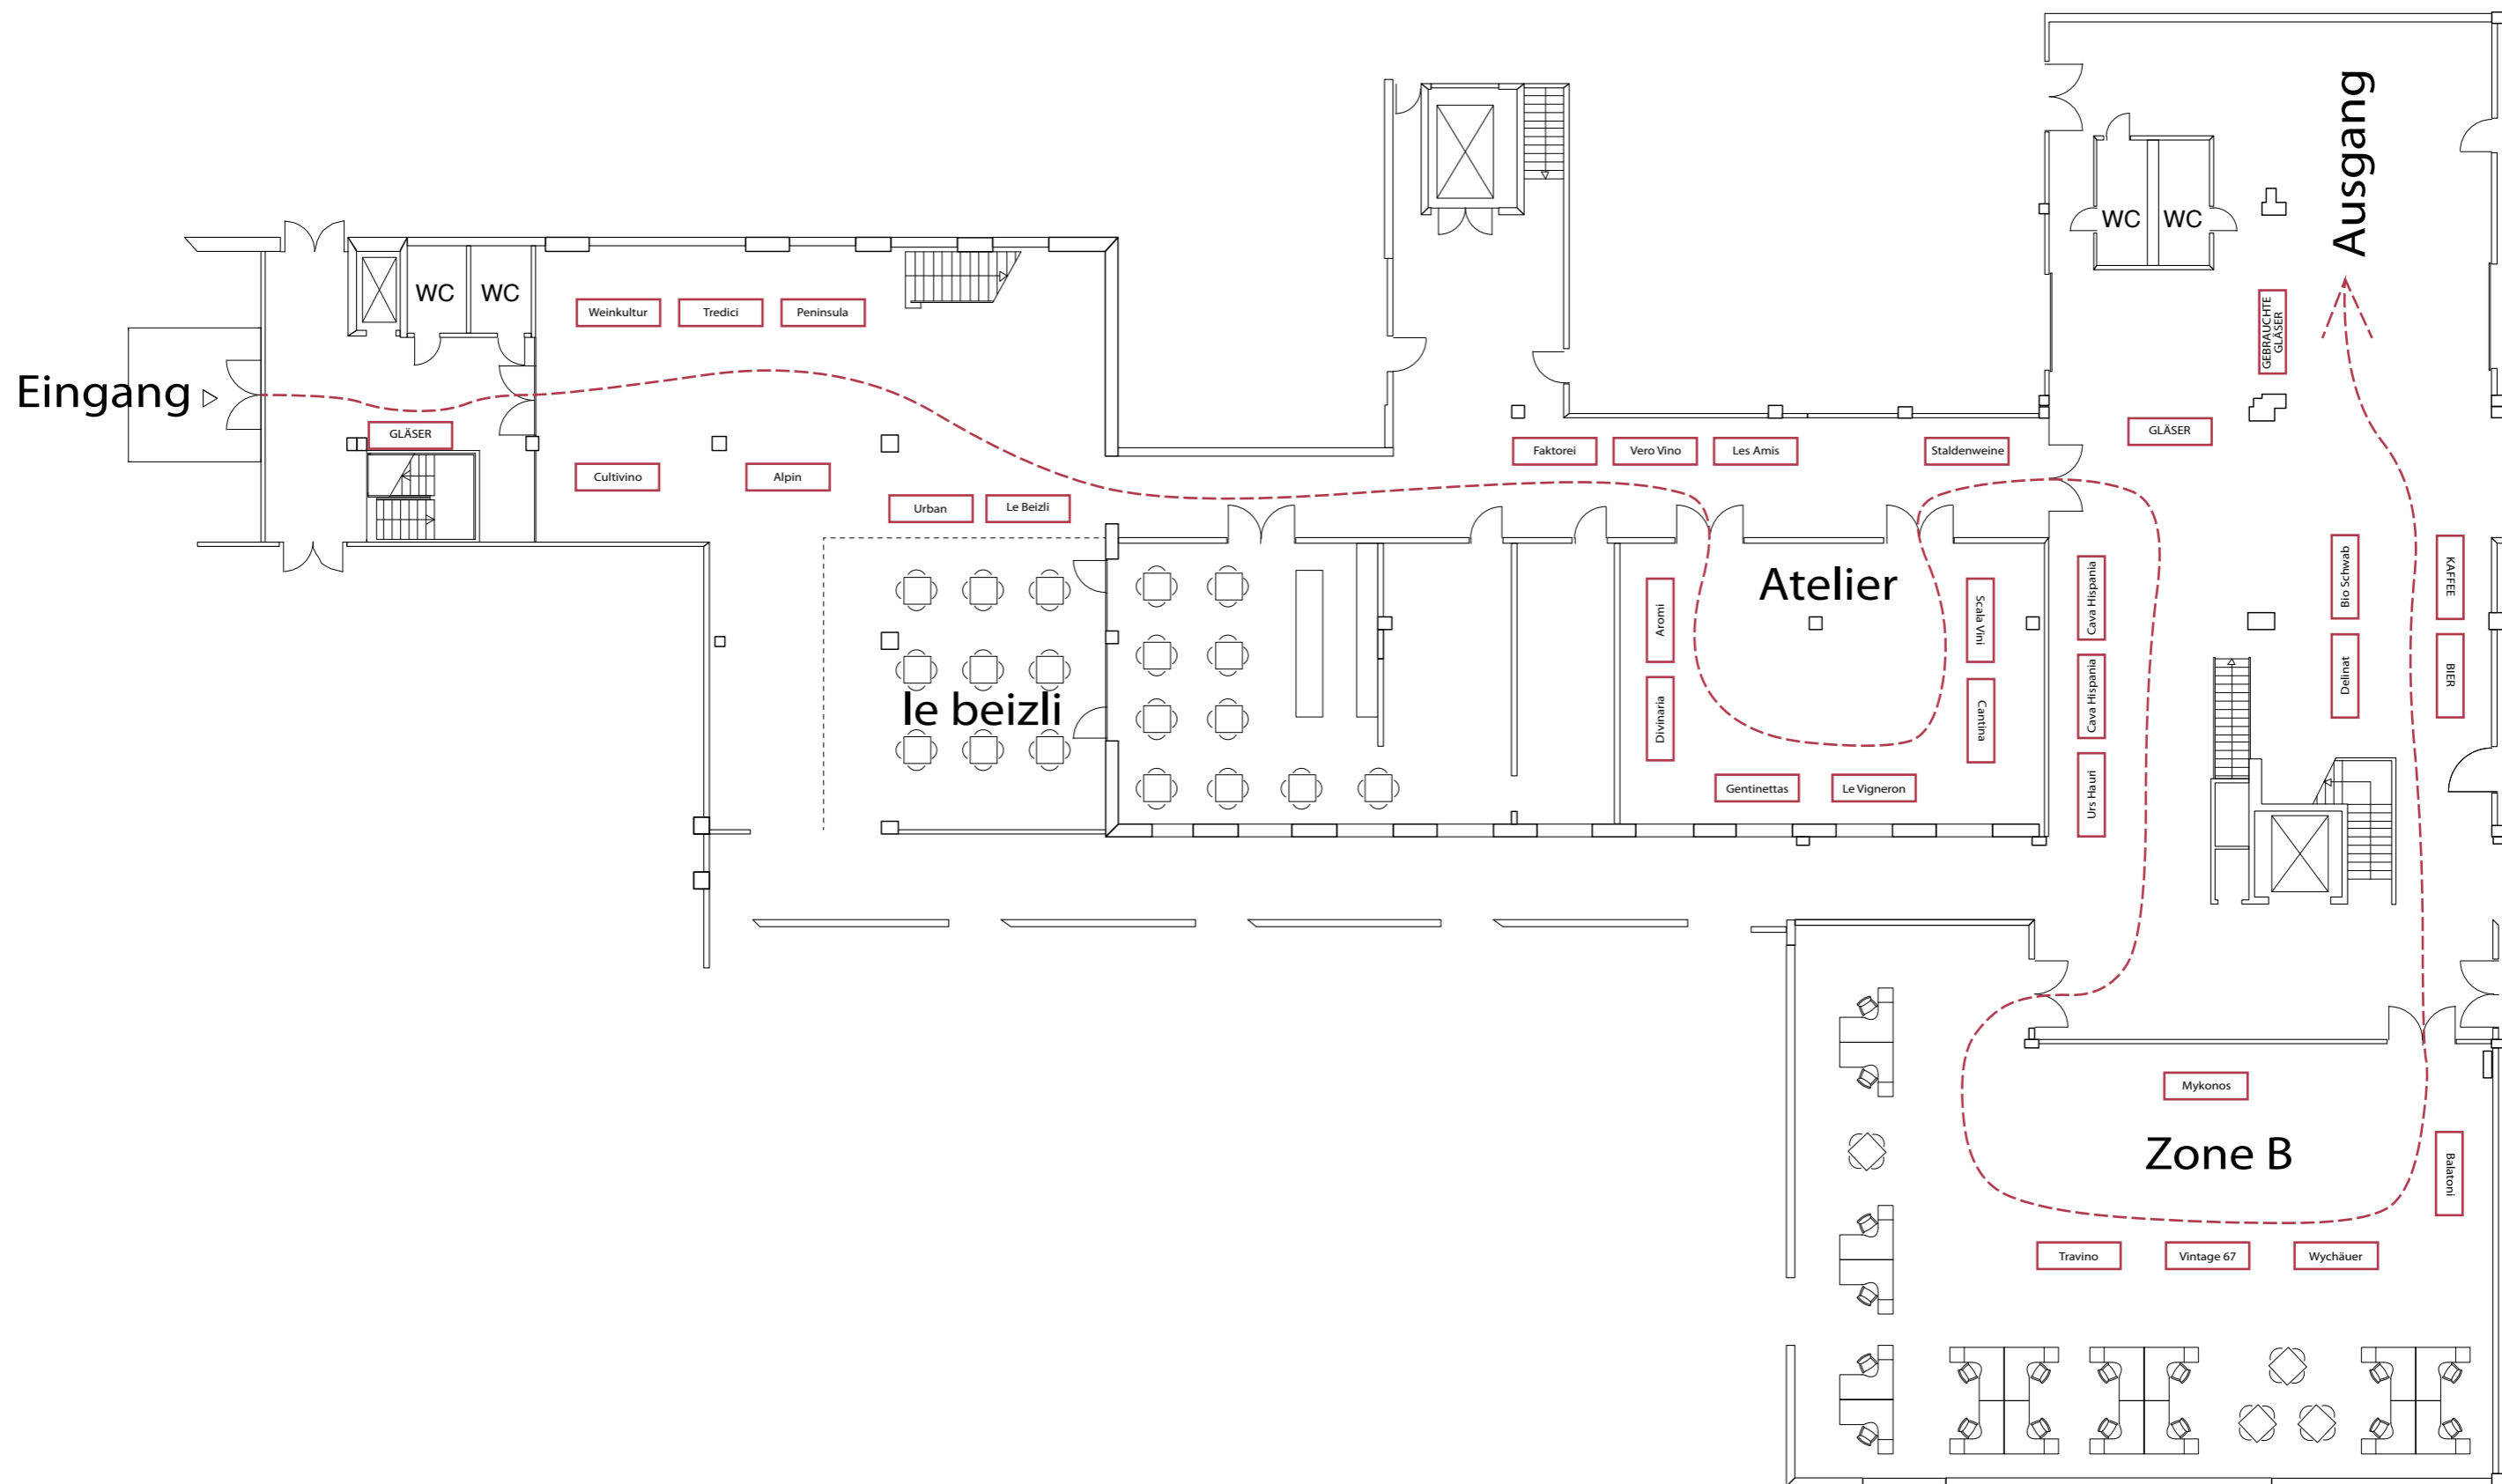 Eingang
WC
WC
GLÄSER
Weinkultur
Tredici
Peninsula
Cultivino
Alpin
Urban
Le Beizli
le beizli
Faktorei
Vero Vino
Les Amis
Staldenweine
Atelier
Aromi
Divinaria
Gentinettas
Le Vigneron
Scala Vini
Cantina
Cava Hispania
Cava Hispania
Urs Hauri
Ausgang
WC
WC
GEBRAUCHTE
GLÄSER
GLÄSER
Bio Schwab
Delinat
KAFFEE
BIER
Mykonos
Zone B
Balatoni
Travino
Vintage 67
Wychäuer